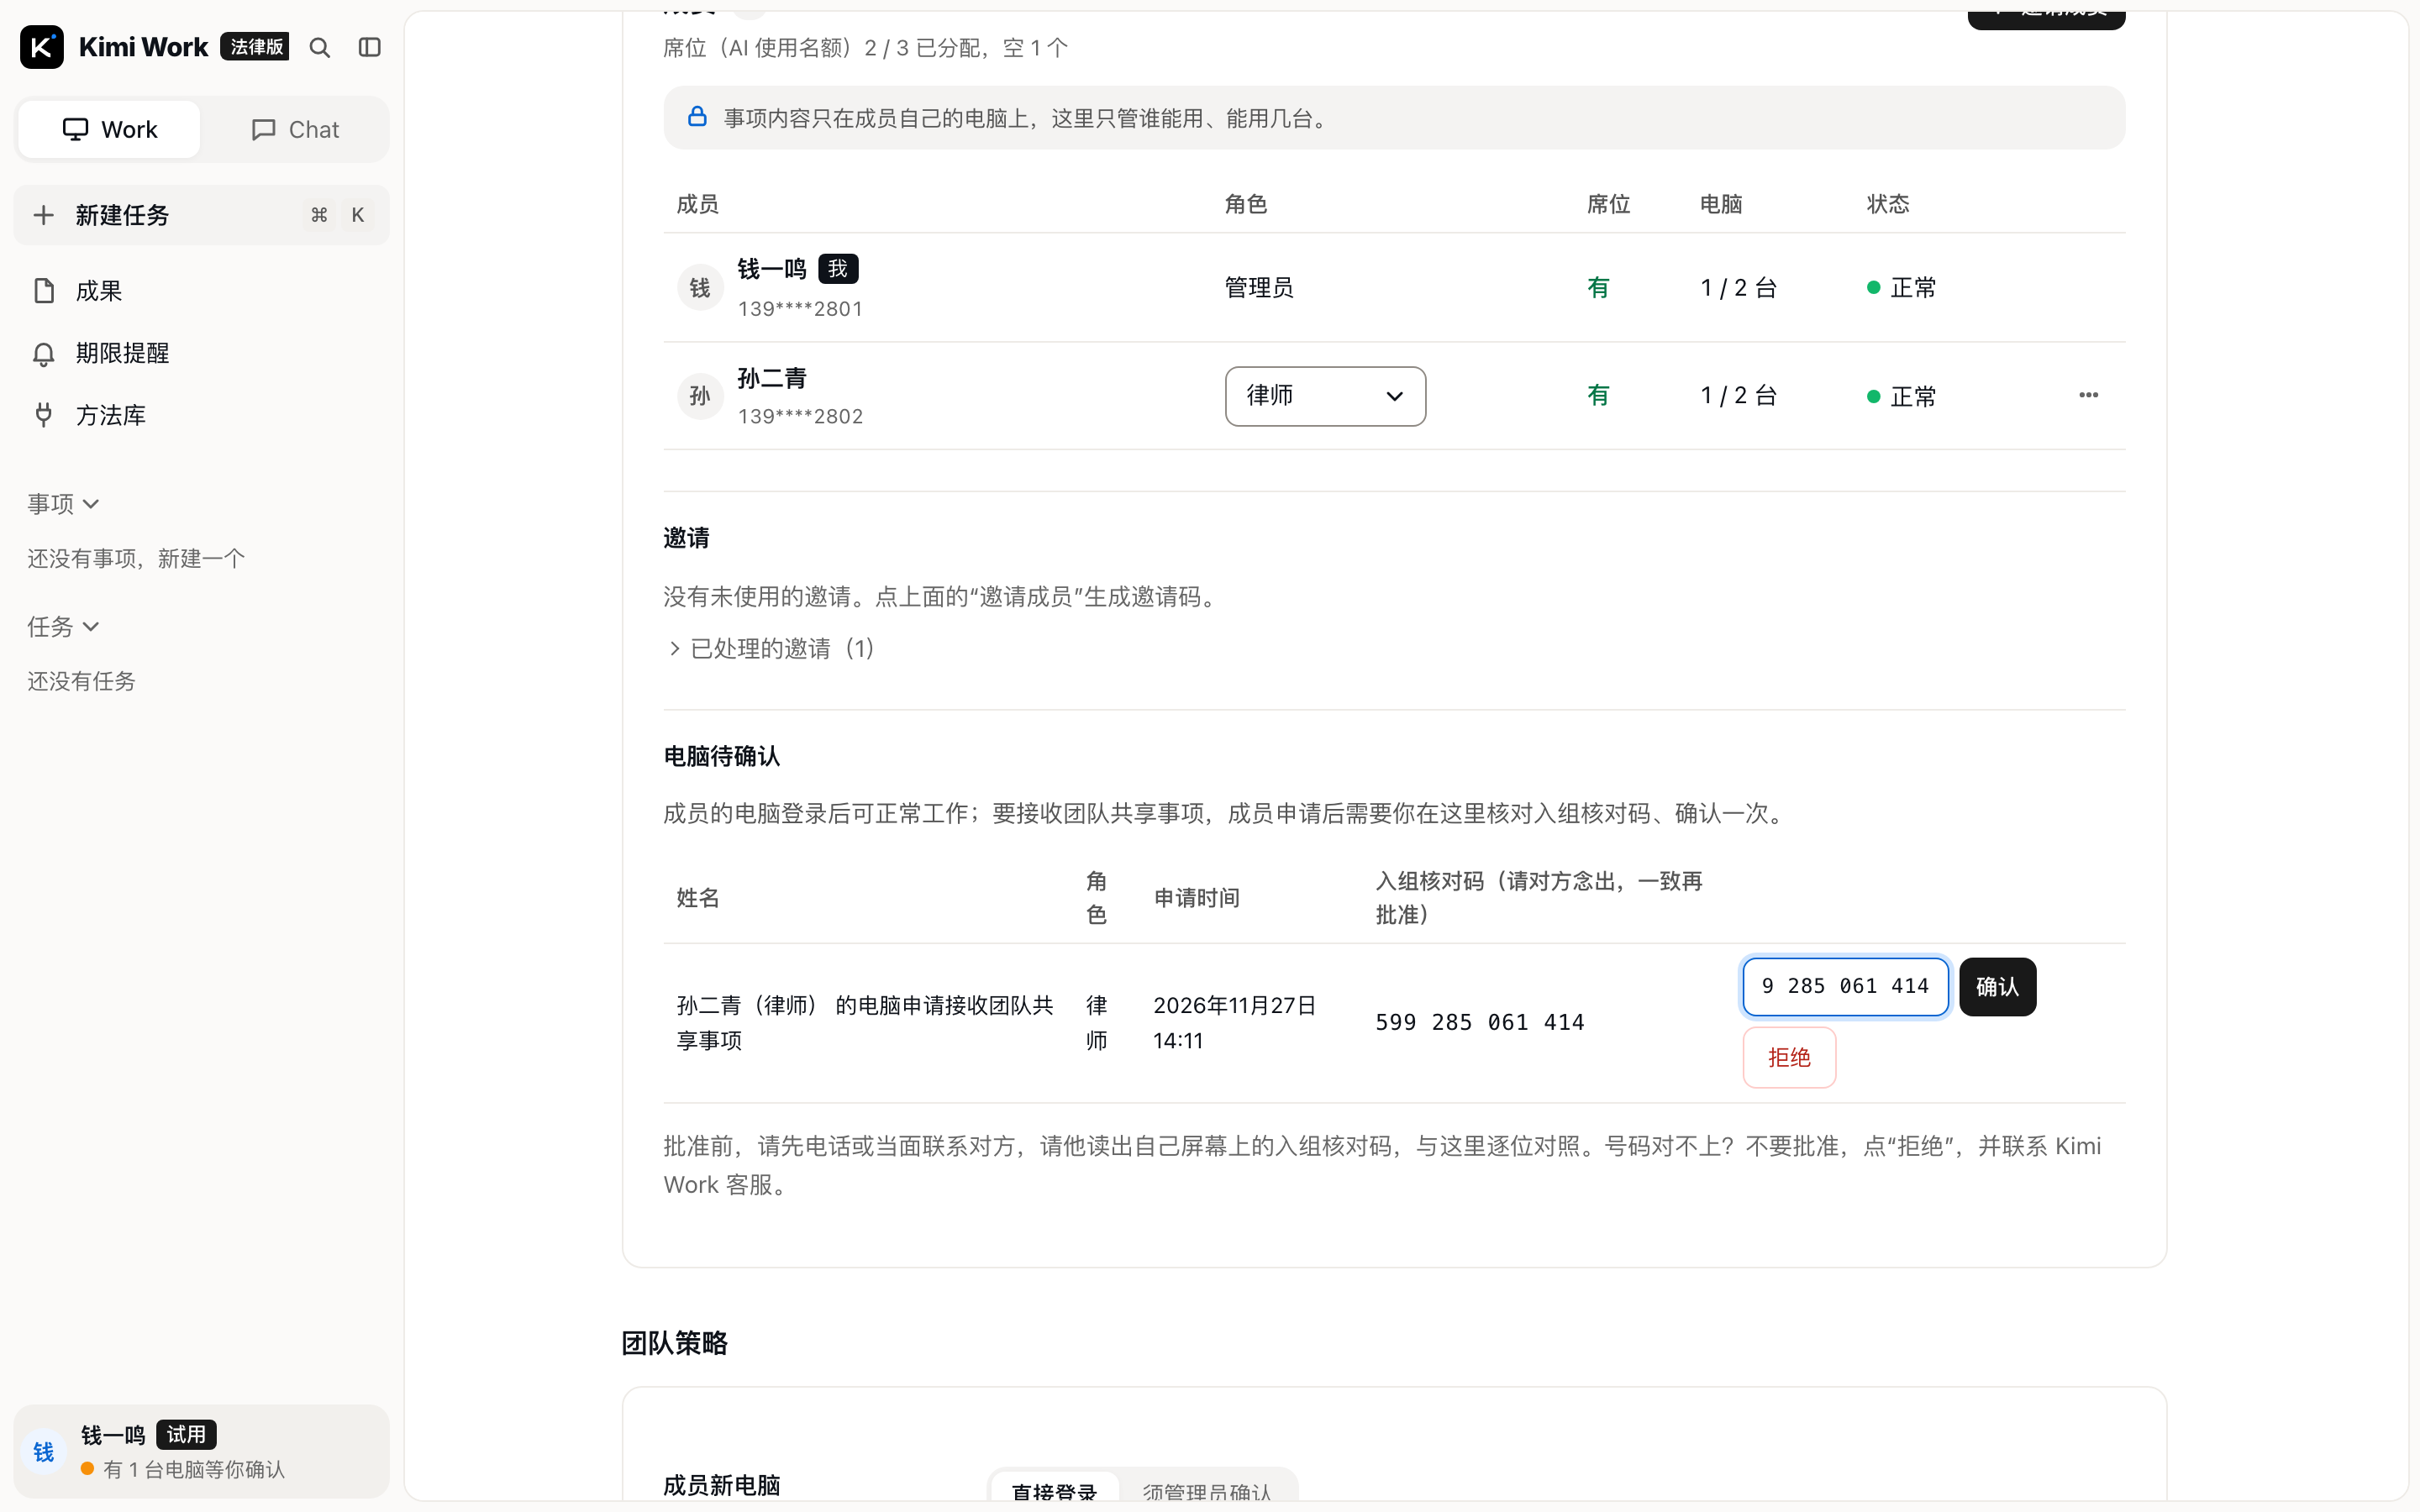 Kimi Work 法律版
Work
Chat
新建任务 ⌘ K
成果
期限提醒
方法库
事项
还没有事项，新建一个
任务
还没有任务
钱
钱一鸣 试用
有 1 台电脑等你确认
席位（AI 使用名额）2 / 3 已分配，空 1 个
事项内容只在成员自己的电脑上，这里只管谁能用、能用几台。
成员 角色 席位 电脑 状态
钱 钱一鸣 我
139****2801
管理员 有 1 / 2 台 正常
孙 孙二青
139****2802
律师 有 1 / 2 台 正常
邀请
没有未使用的邀请。点上面的“邀请成员”生成邀请码。
已处理的邀请（1）
电脑待确认
成员的电脑登录后可正常工作；要接收团队共享事项，成员申请后需要你在这里核对入组核对码、确认一次。
姓名
角
色
申请时间
入组核对码（请对方念出，一致再
批准）
孙二青（律师） 的电脑申请接收团队共
享事项
律
师
2026年11月27日
14:11
599 285 061 414
9 285 061 414
确认
拒绝
批准前，请先电话或当面联系对方，请他读出自己屏幕上的入组核对码，与这里逐位对照。号码对不上？不要批准，点“拒绝”，并联系 Kimi
Work 客服。
团队策略
成员新电脑
直接登录
须管理员确认